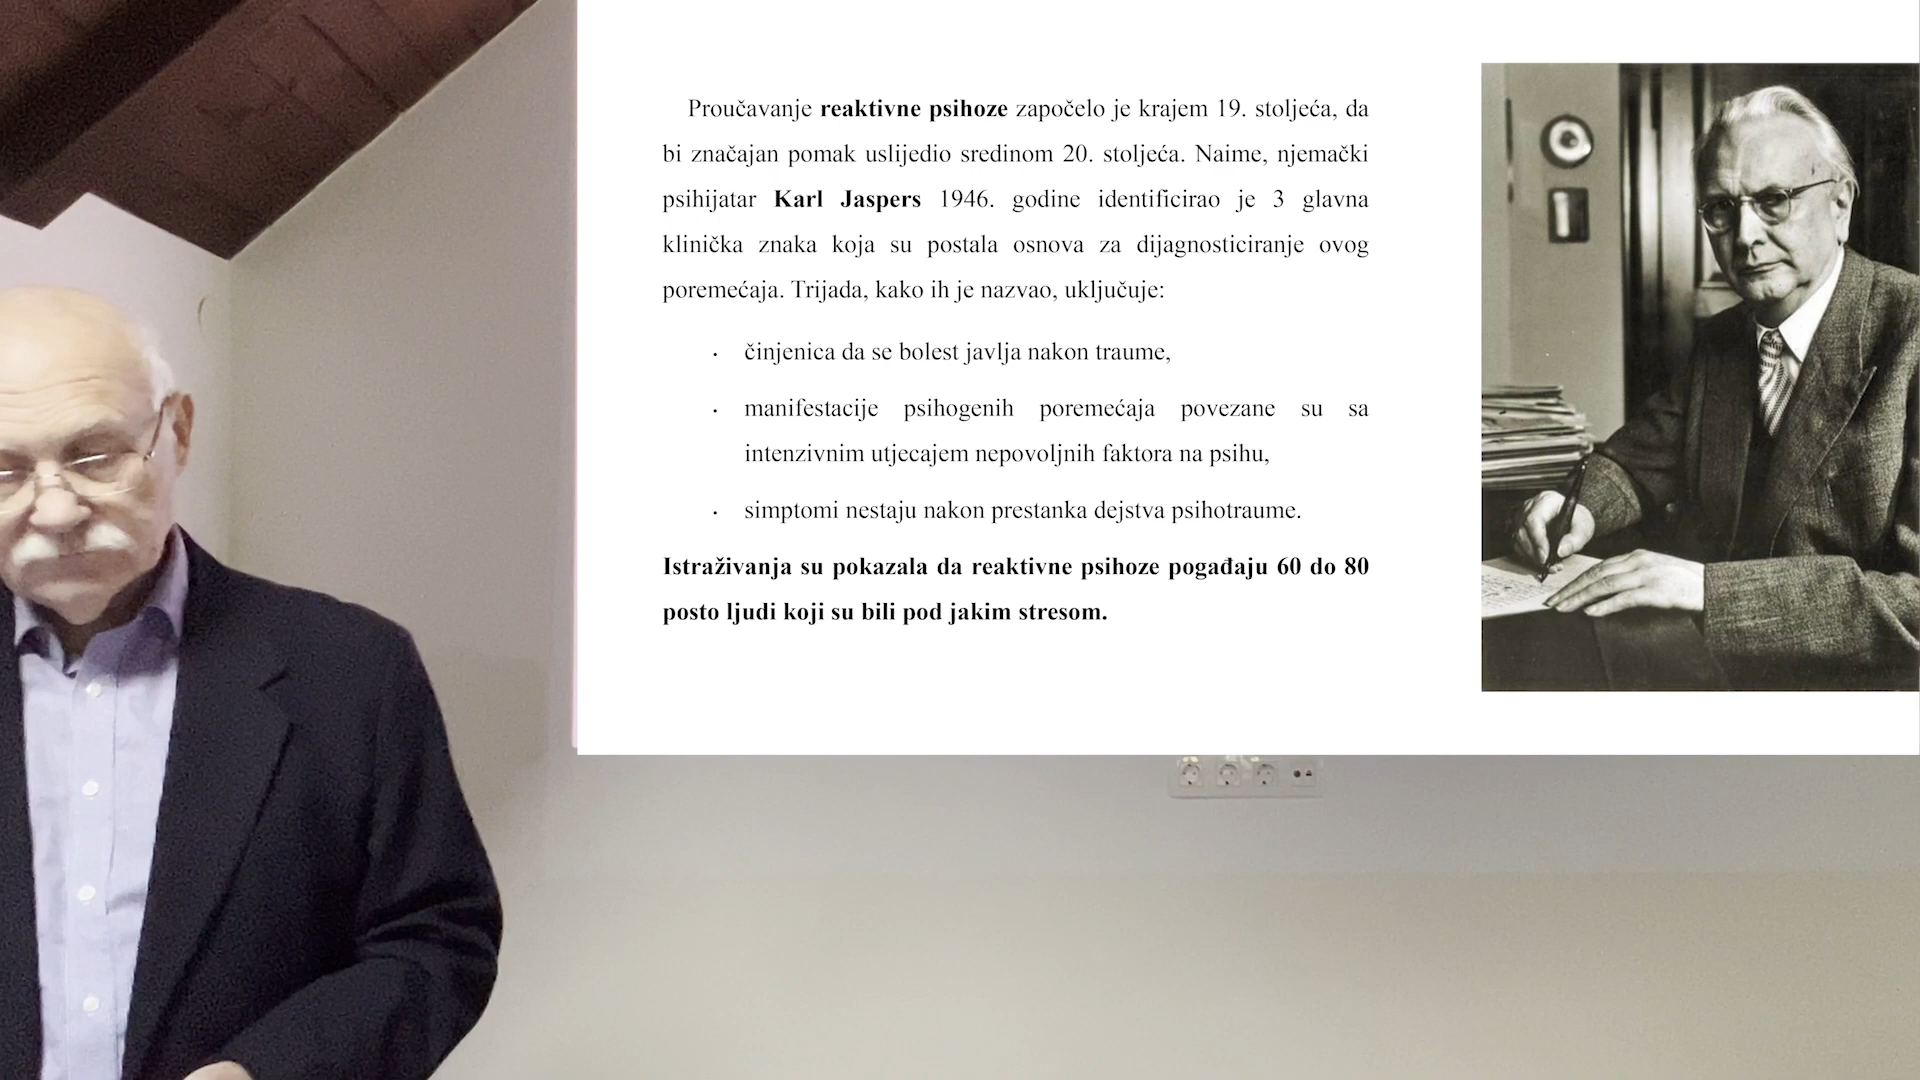 Proučavanje reaktivne psihoze započelo je krajem 19. stoljeća, da
bi značajan pomak uslijedio sredinom 20. stoljeća. Naime, njemački
psihijatar Karl Jaspers 1946. godine identificirao je 3 glavna
klinička znaka koja su postala osnova za dijagnosticiranje ovog
poremećaja. Trijada, kako ih je nazvao, uključuje:
· činjenica da se bolest javlja nakon traume,
· manifestacije psihogenih poremećaja povezane su sa
intenzivnim utjecajem nepovoljnih faktora na psihu,
· simptomi nestaju nakon prestanka dejstva psihotraume.
Istraživanja su pokazala da reaktivne psihoze pogađaju 60 do 80
posto ljudi koji su bili pod jakim stresom.